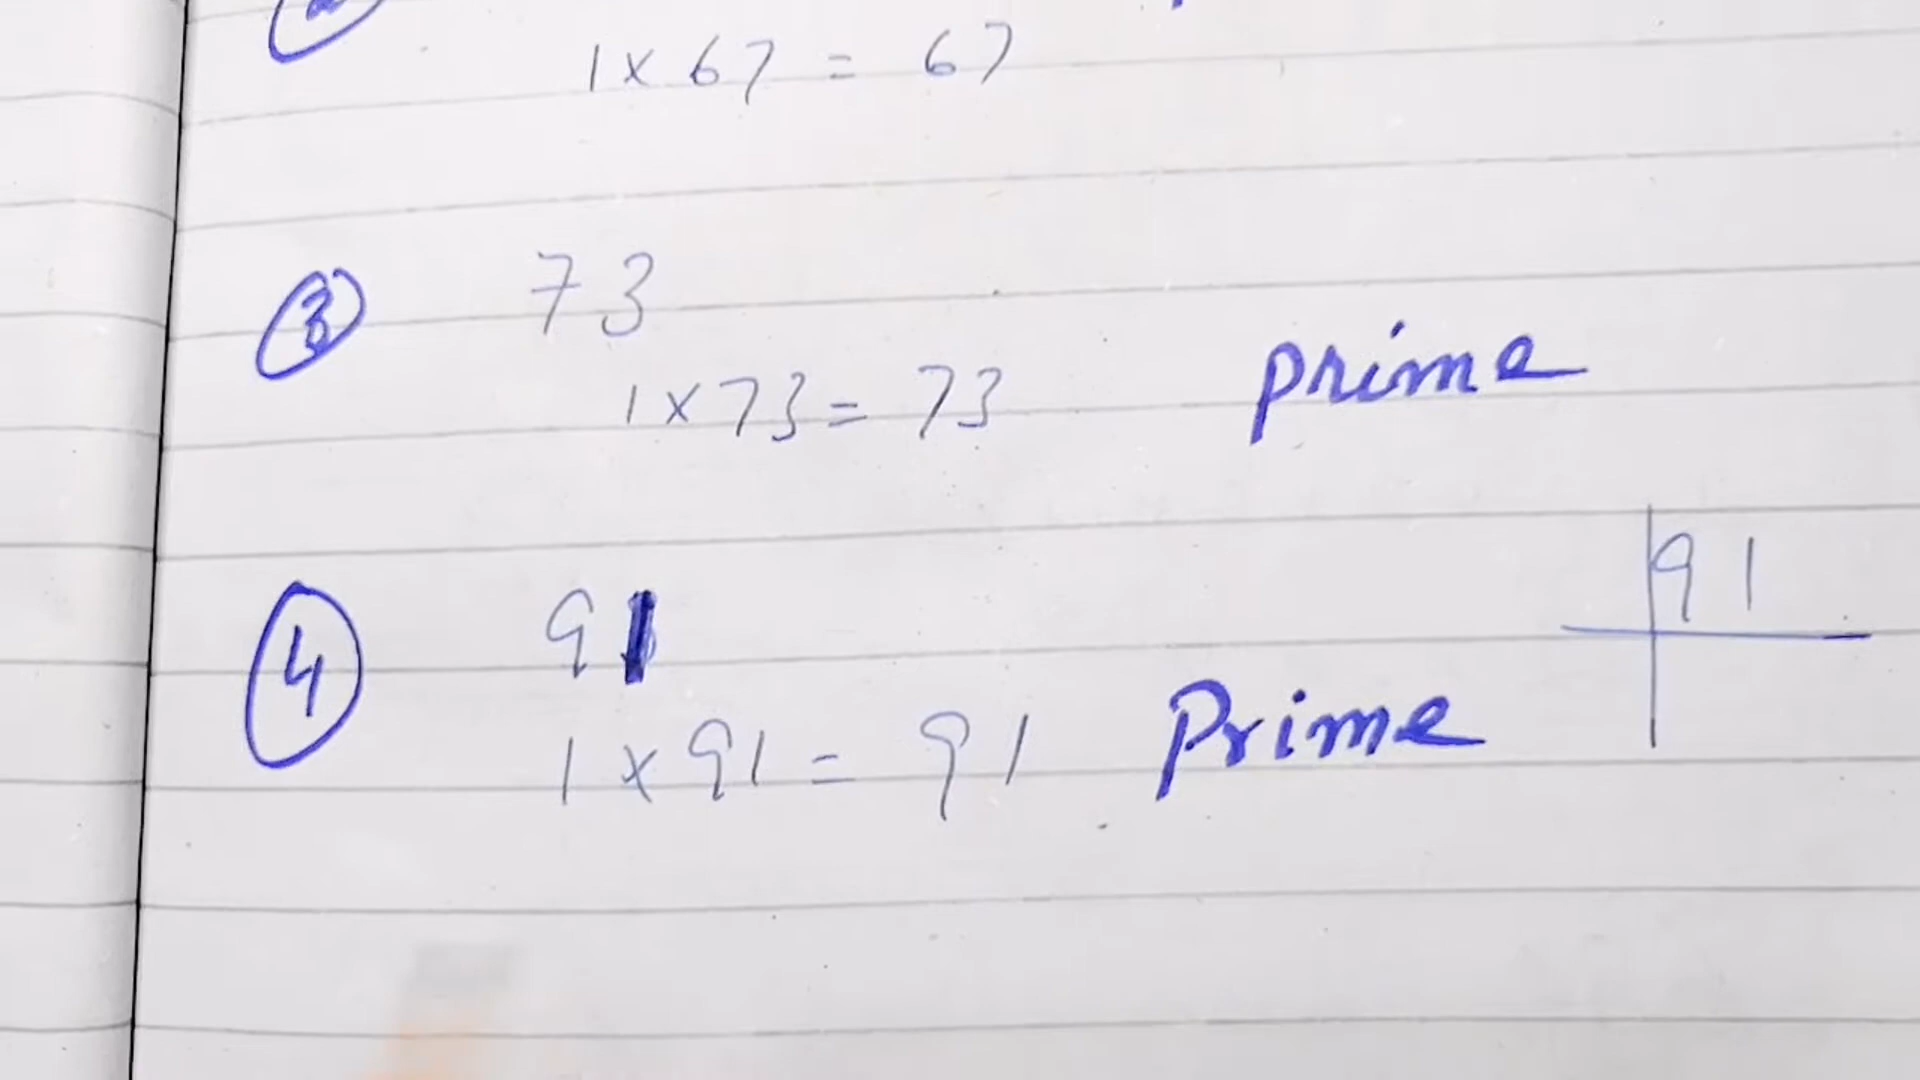 1 x 67 = 67
3 73
1 x 73 = 73 prime
91
4 91
1 x 91 = 91 Prime